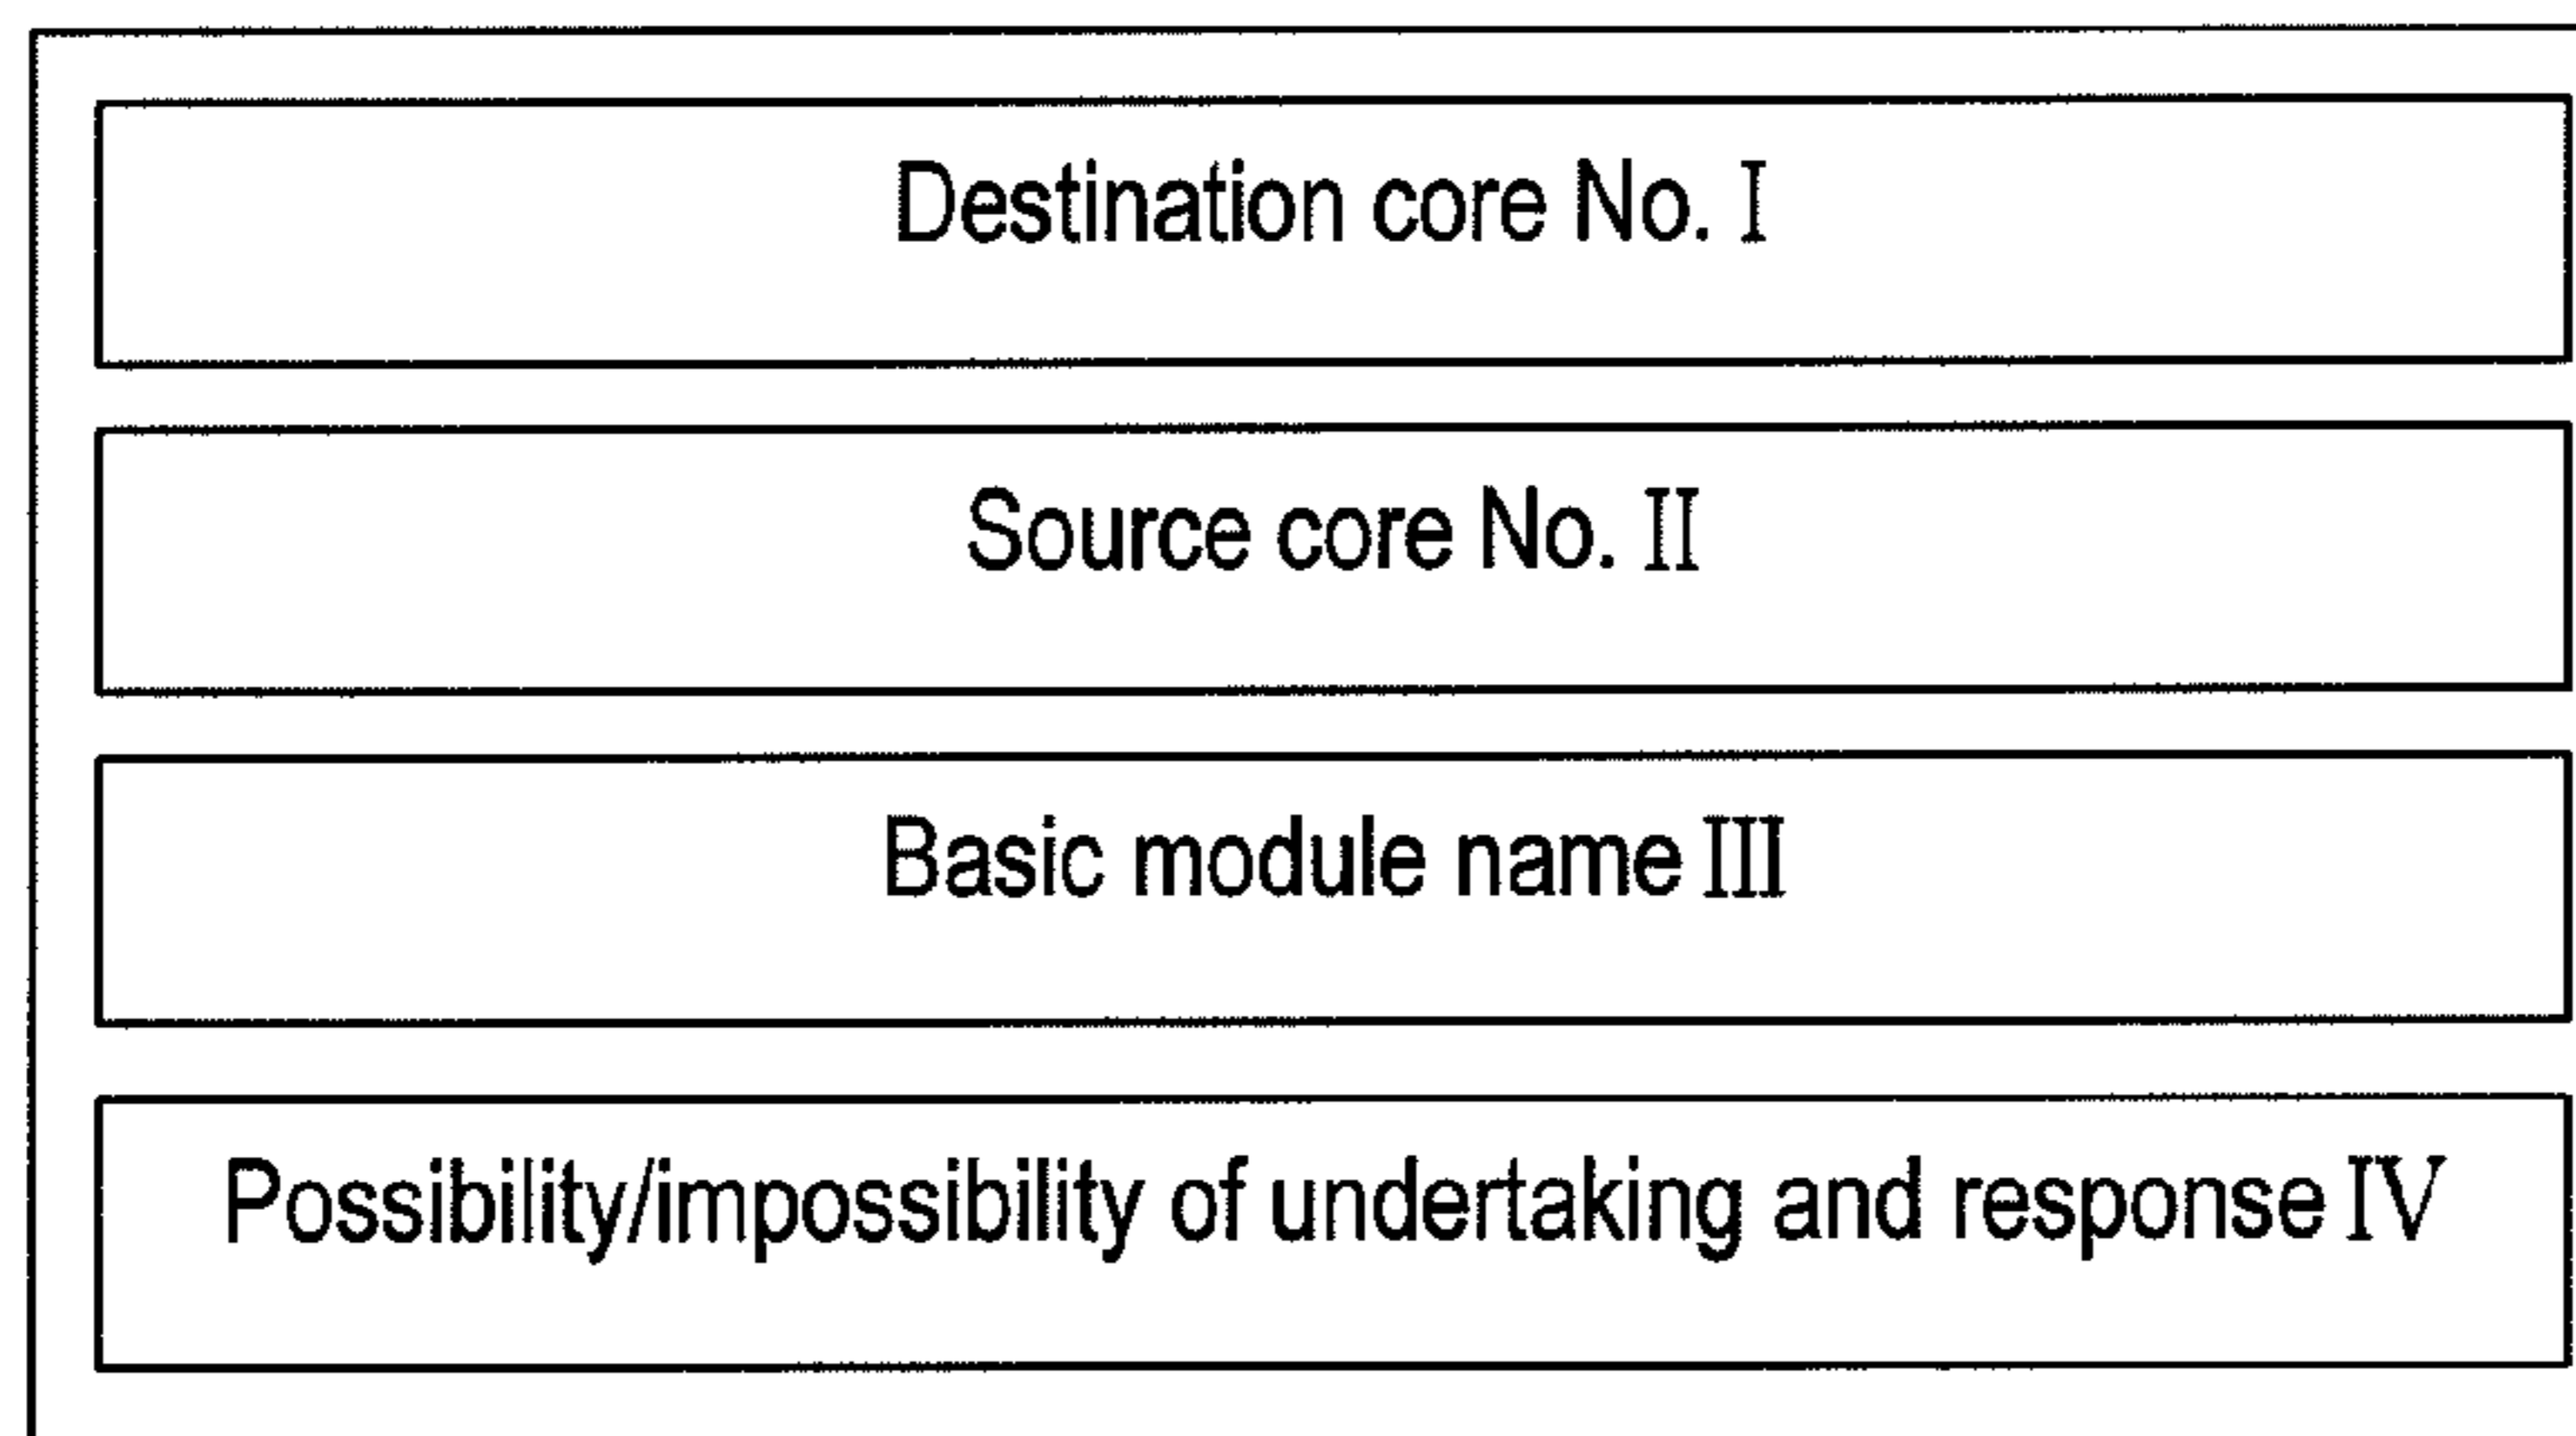 Destination core No. I
Source core No. II
Basic module name III
Possibility/impossibility of undertaking and response IV